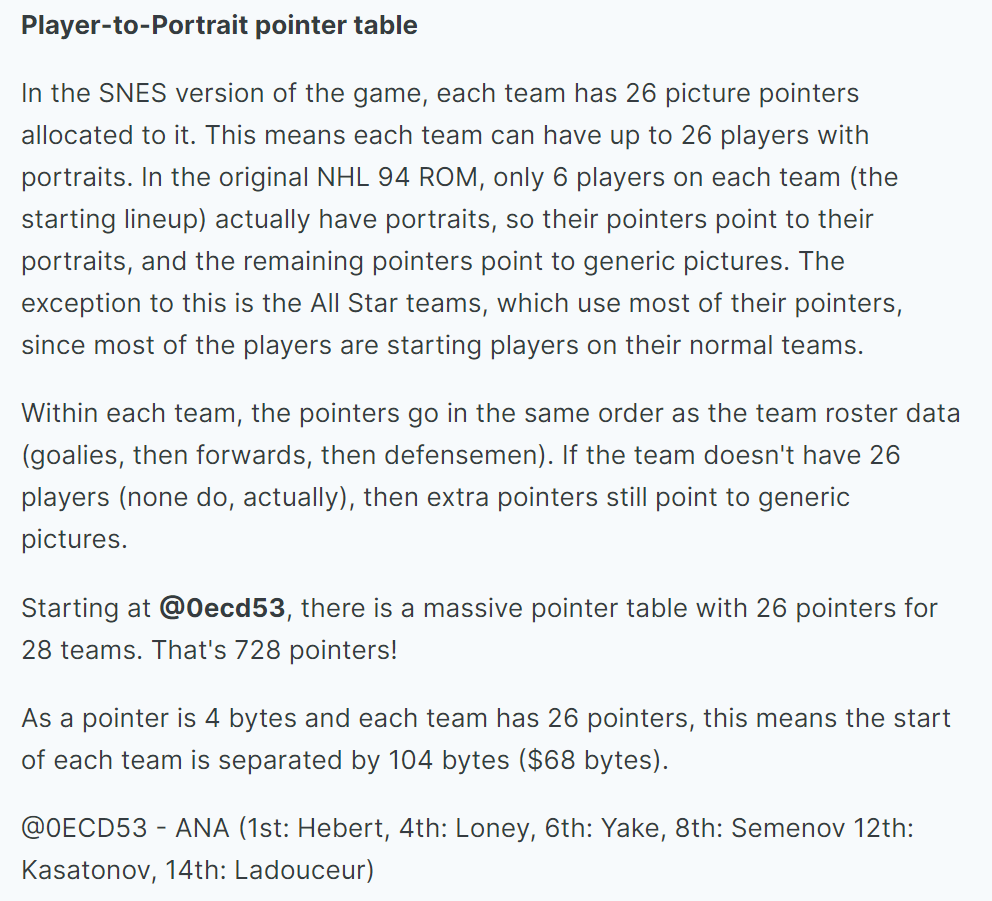 Player-to-Portrait pointer table
In the SNES version of the game, each team has 26 picture pointers
allocated to it. This means each team can have up to 26 players with
portraits. In the original NHL 94 ROM, only 6 players on each team (the
starting lineup) actually have portraits, so their pointers point to their
portraits, and the remaining pointers point to generic pictures. The
exception to this is the All Star teams, which use most of their pointers,
since most of the players are starting players on their normal teams.
Within each team, the pointers go in the same order as the team roster data
(goalies, then forwards, then defensemen). If the team doesn't have 26
players (none do, actually), then extra pointers still point to generic
pictures.
Starting at @0ecd53, there is a massive pointer table with 26 pointers for
28 teams. That's 728 pointers!
As a pointer is 4 bytes and each team has 26 pointers, this means the start
of each team is separated by 104 bytes ($68 bytes).
@0ECD53 - ANA (1st: Hebert, 4th: Loney, 6th: Yake, 8th: Semenov 12th:
Kasatonov, 14th: Ladouceur)